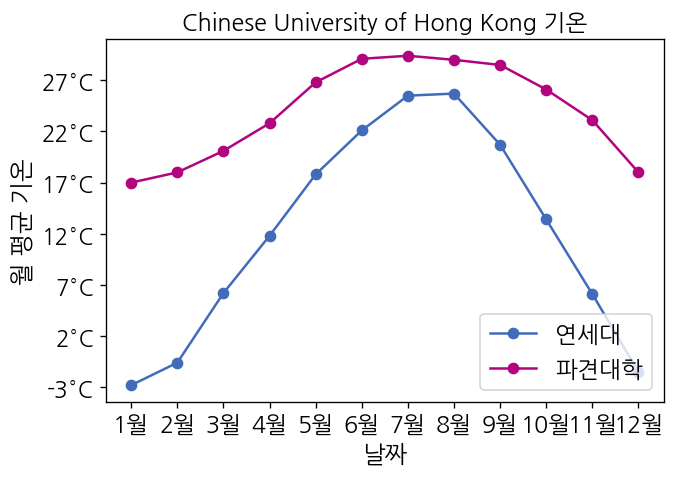 Chinese University of Hong Kong 기온
월 평균 기온
27°C
22°C
17°C
12°C
7°C
2°C
-3°C
연세대
파견대학
1월 2월 3월 4월 5월 6월 7월 8월 9월 10월 11월 12월
날짜